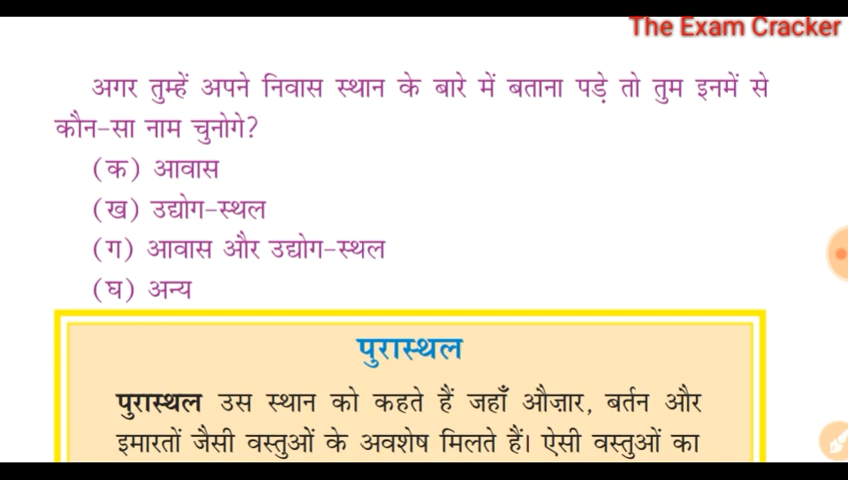 The Exam Cracker
अगर तुम्हें अपने निवास स्थान के बारे में बताना पड़े तो तुम इनमें से
कौन-सा नाम चुनोगे?
(क) आवास
(ख) उद्योग-स्थल
(ग) आवास और उद्योग-स्थल
(घ) अन्य
पुरास्थल
पुरास्थल उस स्थान को कहते हैं जहाँ औज़ार, बर्तन और
इमारतों जैसी वस्तुओं के अवशेष मिलते हैं। ऐसी वस्तुओं का